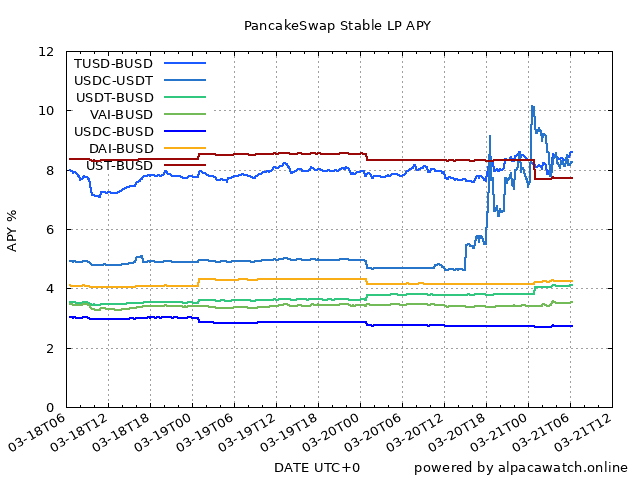 PancakeSwap Stable LP APY
TUSD-BUSD
USDC-USDT
USDT-BUSD
VAI-BUSD
USDC-BUSD
DAI-BUSD
UST-BUSD
APY %
12
10
8
6
4
2
0
03-18T06
03-18T12
03-18T18
03-19T00
03-19T06
03-19T12
03-19T18
03-20T00
03-20T06
03-20T12
03-20T18
03-21T00
03-21T06
03-21T12
DATE UTC+0
powered by alpacawatch.online